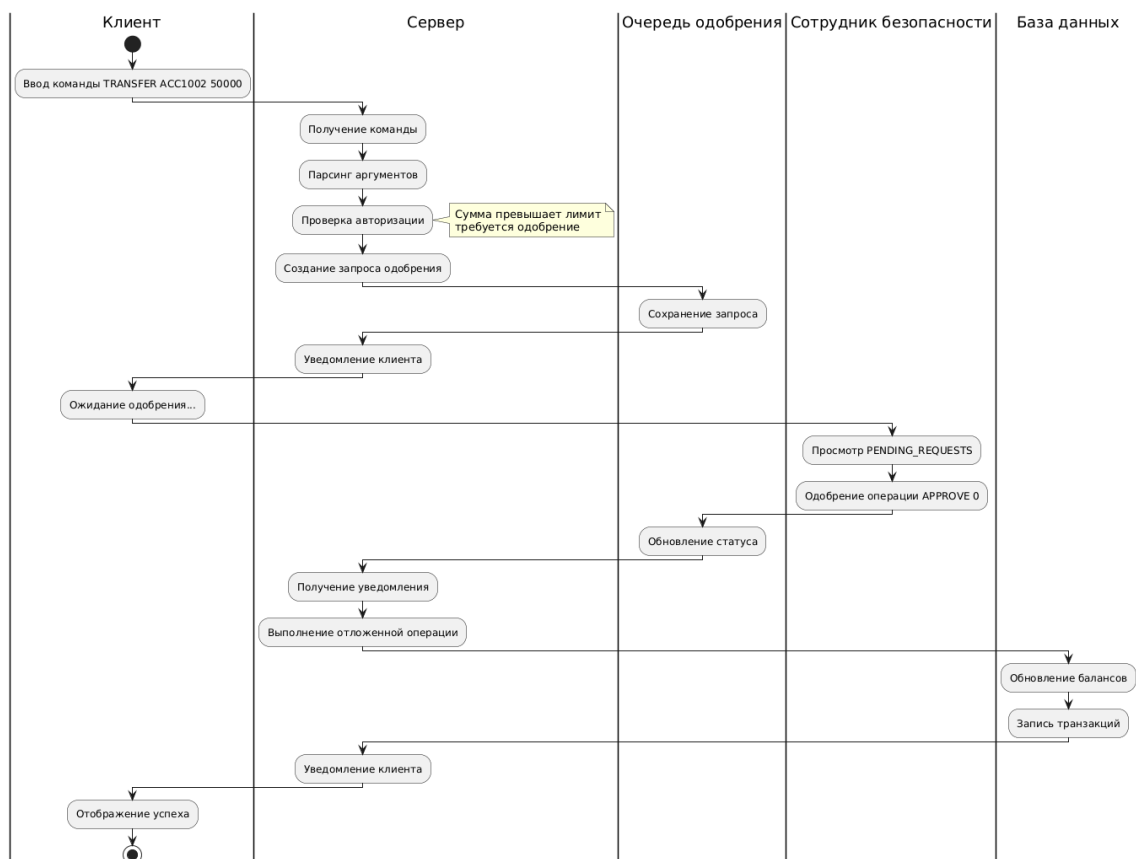 Клиент
Сервер
Очередь одобрения
Сотрудник безопасности
База данных
Ввод команды TRANSFER ACC1002 50000
Получение команды
Парсинг аргументов
Проверка авторизации
Сумма превышает лимит
требуется одобрение
Создание запроса одобрения
Сохранение запроса
Уведомление клиента
Ожидание одобрения...
Просмотр PENDING_REQUESTS
Одобрение операции APPROVE 0
Обновление статуса
Получение уведомления
Выполнение отложенной операции
Обновление балансов
Запись транзакций
Уведомление клиента
Отображение успеха